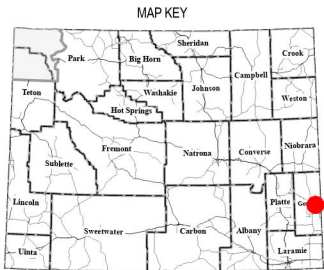 MAP KEY
Sheridan
Park
Big Horn
Crook
Campbell
Johnson
Washakie
Teton
Weston
Hot Springs
Niobrara
Fremont
Natrona
Converse
Sublette
Platte
Go
Lincoln
Sweetwater
Carbon
Albany
Uinta
Laramie